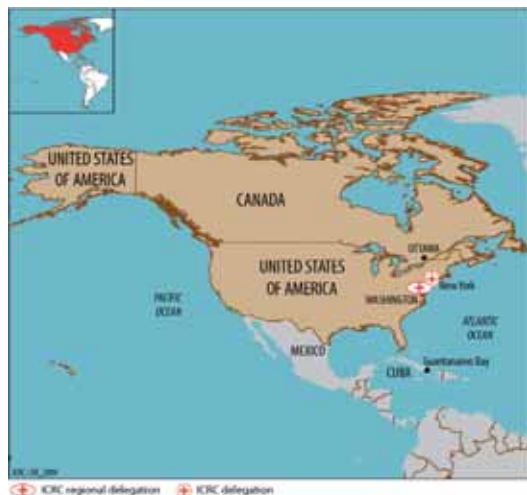 UNITED STATES
OF AMERICA
CANADA
OTTAWA
UNITED STATES
OF AMERICA
New York
WASHINGTON
PACIFIC
OCEAN
ATLANTIC
OCEAN
MEXICO
Guantanamo Bay
CUBA
ICRC regional delegation
ICRC delegation